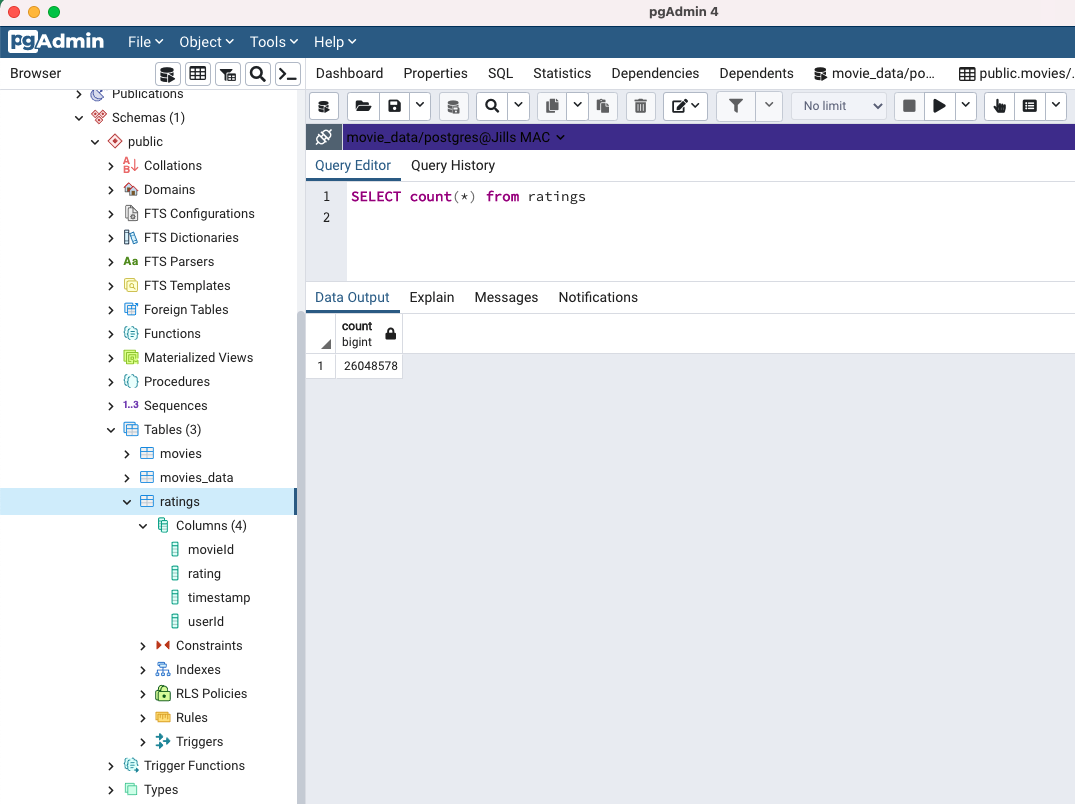 pgAdmin 4
pgAdmin File Object Tools Help
Browser
Dashboard Properties SQL Statistics Dependencies Dependents movie_data/po... public.movies/.
No limit
movie_data/postgres@Jills MAC
Query Editor Query History
1 SELECT count(*) from ratings
2
Data Output Explain Messages Notifications
count
bigint
1 26048578
Publications
Schemas (1)
public
Collations
Domains
FTS Configurations
FTS Dictionaries
Aa FTS Parsers
FTS Templates
Foreign Tables
Functions
Materialized Views
Procedures
1..3 Sequences
Tables (3)
movies
movies_data
ratings
Columns (4)
movieId
rating
timestamp
userId
Constraints
Indexes
RLS Policies
Rules
Triggers
Trigger Functions
Types